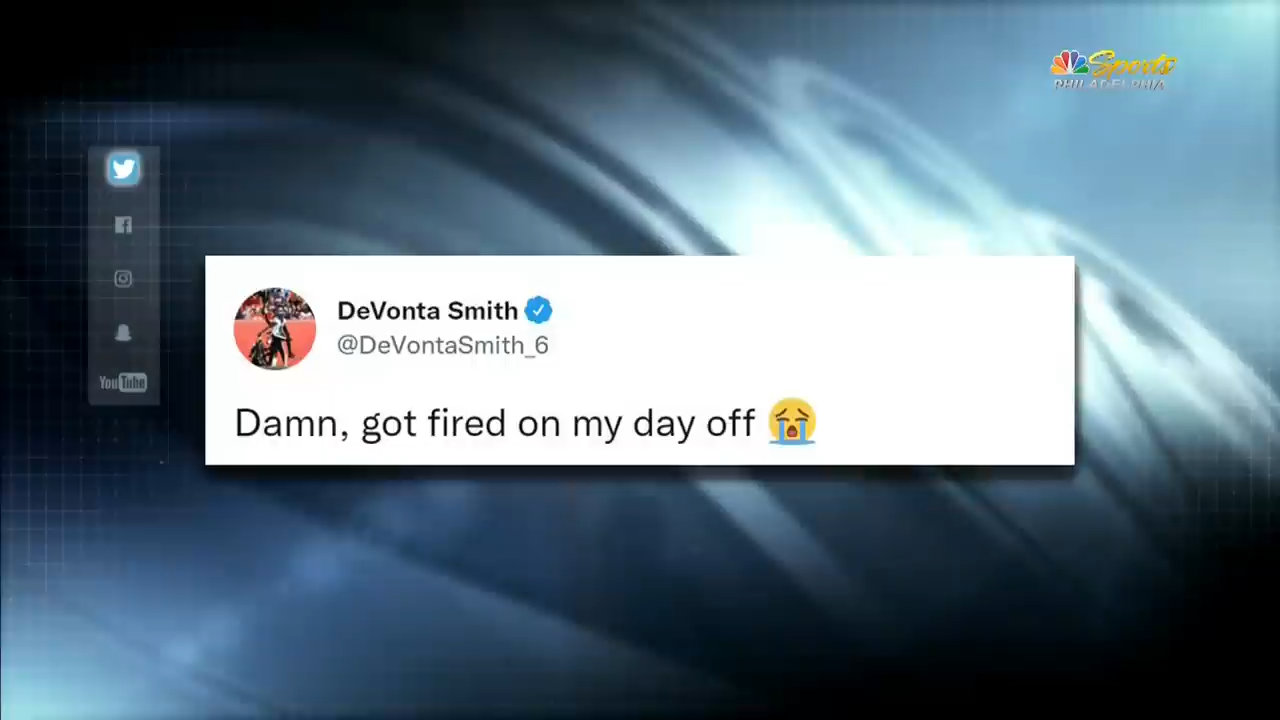 Sports
PHILADELPHIA
YouTube
DeVonta Smith
@DeVontaSmith_6
Damn, got fired on my day off 😭